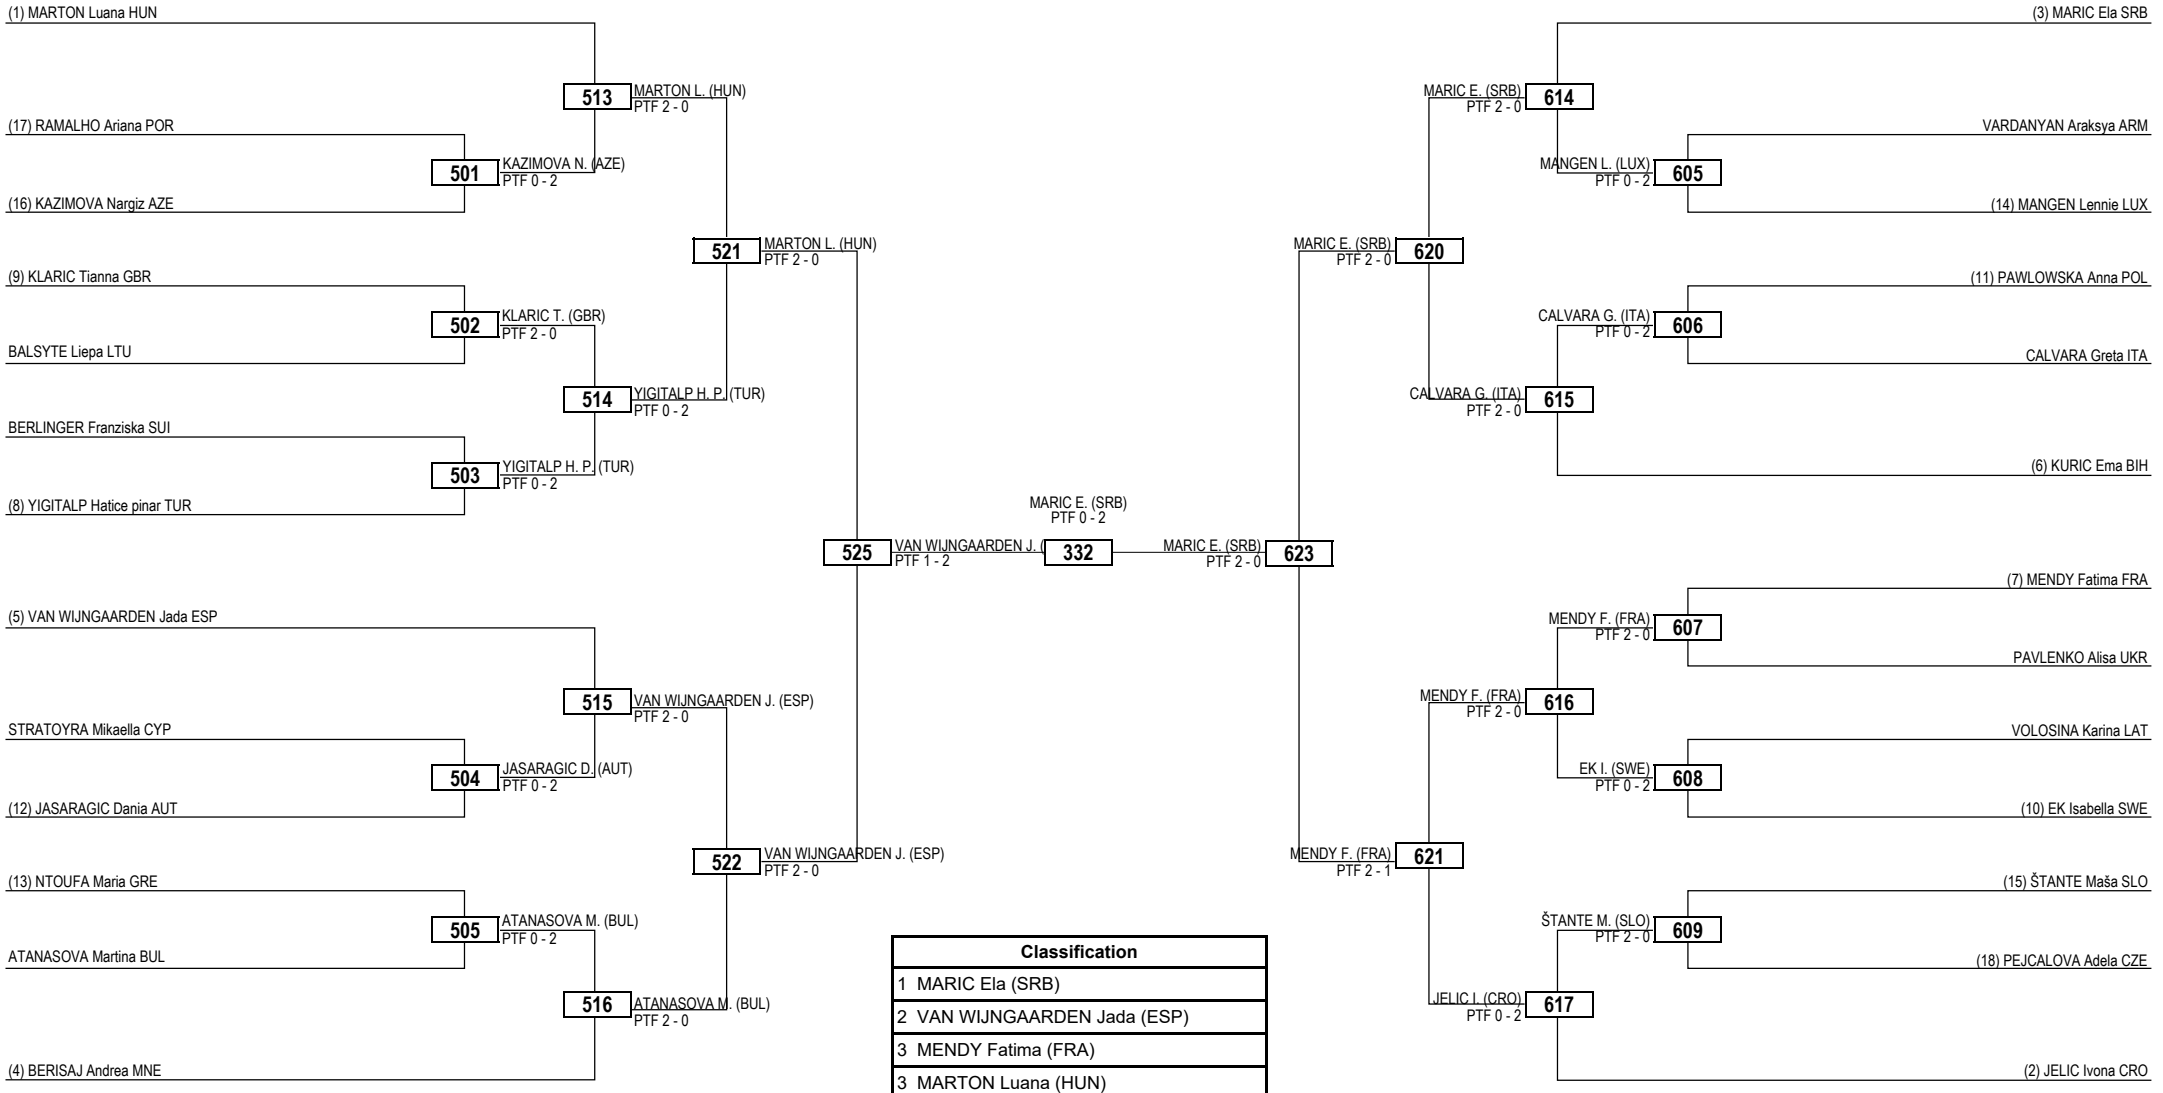 (1) MARTON Luana HUN
(3) MARIC Ela SRB
513
MARTON L. (HUN)
PTF 2 - 0
MARIC E. (SRB)
PTF 2 - 0
614
(17) RAMALHO Ariana POR
VARDANYAN Araksya ARM
501
KAZIMOVA N. (AZE)
PTF 0 - 2
MANGEN L. (LUX)
PTF 0 - 2
605
(16) KAZIMOVA Nargiz AZE
(14) MANGEN Lennie LUX
521
MARTON L. (HUN)
PTF 2 - 0
MARIC E. (SRB)
PTF 2 - 0
620
(9) KLARIC Tianna GBR
(11) PAWLOWSKA Anna POL
502
KLARIC T. (GBR)
PTF 2 - 0
CALVARA G. (ITA)
PTF 0 - 2
606
BALSYTE Liepa LTU
CALVARA Greta ITA
514
YIGITALP H. P. (TUR)
PTF 0 - 2
CALVARA G. (ITA)
PTF 2 - 0
615
BERLINGER Franziska SUI
503
YIGITALP H. P. (TUR)
PTF 0 - 2
(6) KURIC Ema BIH
(8) YIGITALP Hatice pinar TUR
MARIC E. (SRB)
PTF 0 - 2
525
VAN WIJNGAARDEN J. (
PTF 1 - 2
332
MARIC E. (SRB)
PTF 2 - 0
623
(7) MENDY Fatima FRA
(5) VAN WIJNGAARDEN Jada ESP
MENDY F. (FRA)
PTF 2 - 0
607
PAVLENKO Alisa UKR
515
VAN WIJNGAARDEN J. (ESP)
PTF 2 - 0
MENDY F. (FRA)
PTF 2 - 0
616
STRATOYRA Mikaella CYP
VOLOSINA Karina LAT
504
JASARAGIC D. (AUT)
PTF 0 - 2
EK I. (SWE)
PTF 0 - 2
608
(12) JASARAGIC Dania AUT
(10) EK Isabella SWE
522
VAN WIJNGAARDEN J. (ESP)
PTF 2 - 0
MENDY F. (FRA)
PTF 2 - 1
621
(13) NTOUFA Maria GRE
(15) ŠTANTE Maša SLO
505
ATANASOVA M. (BUL)
PTF 0 - 2
ŠTANTE M. (SLO)
PTF 2 - 0
609
ATANASOVA Martina BUL
(18) PEJCALOVA Adela CZE
516
ATANASOVA M. (BUL)
PTF 2 - 0
JELIC I. (CRO)
PTF 0 - 2
617
(4) BERISAJ Andrea MNE
(2) JELIC Ivona CRO
Classification
1 MARIC Ela (SRB)
2 VAN WIJNGAARDEN Jada (ESP)
3 MENDY Fatima (FRA)
3 MARTON Luana (HUN)